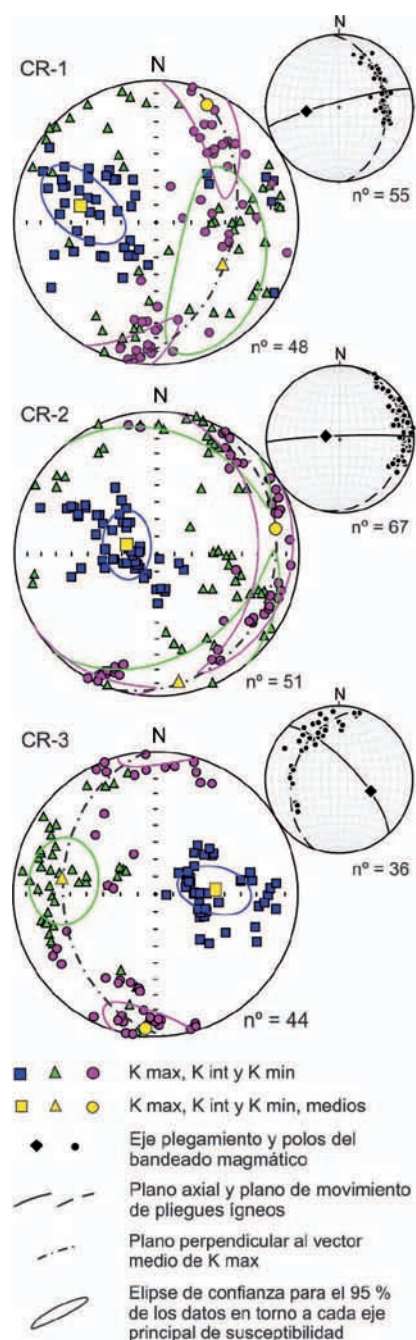 CR-1
N
N
nº = 55
nº = 48
CR-2
N
N
nº = 67
nº = 51
CR-3
N
N
nº = 36
nº = 44
K max, K int y K min
K max, K int y K min, medios
Eje plegamiento y polos del
bandeado magmático
Plano axial y plano de movimiento
de pliegues ígneos
Plano perpendicular al vector
medio de K max
Elipse de confianza para el 95 %
de los datos en torno a cada eje
principal de susceptibilidad